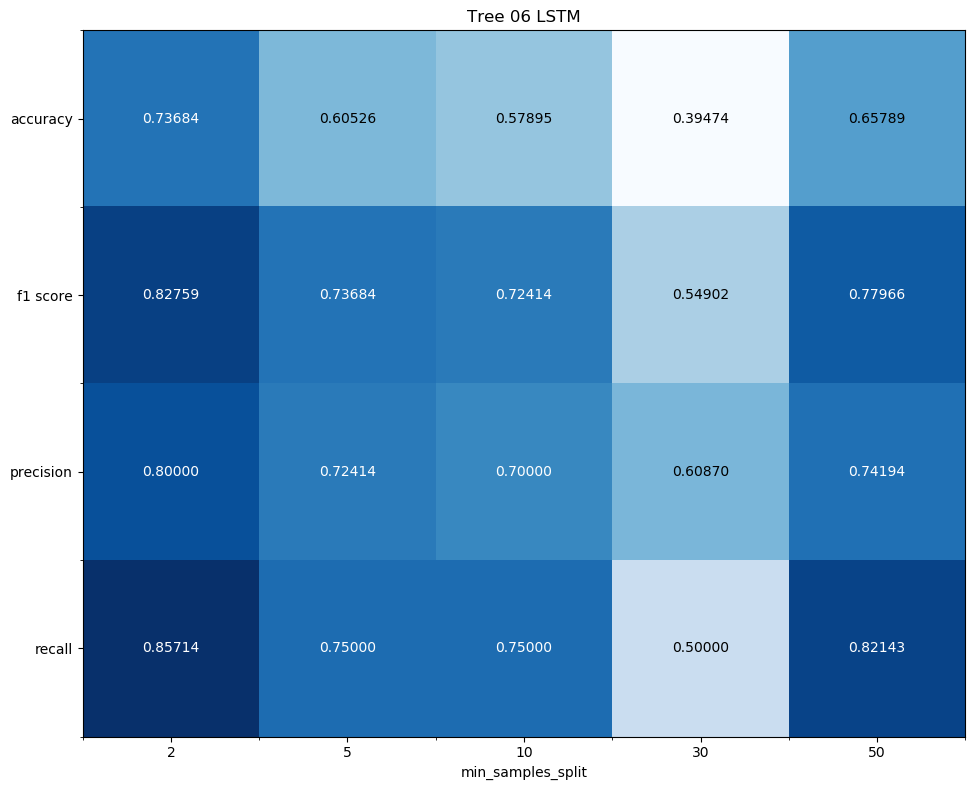 Tree 06 LSTM
accuracy 0.73684 0.60526 0.57895 0.39474 0.65789
f1 score 0.82759 0.73684 0.72414 0.54902 0.77966
precision 0.80000 0.72414 0.70000 0.60870 0.74194
recall 0.85714 0.75000 0.75000 0.50000 0.82143
2 5 10 30 50
min_samples_split